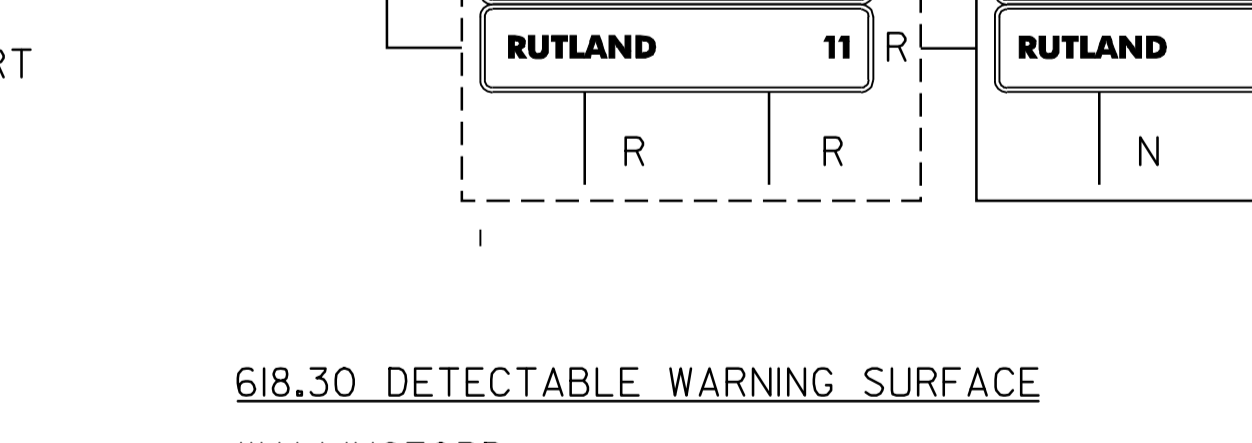 RUTLAND 11 R RUTLAND
R R N
618.30 DETECTABLE WARNING SURFACE